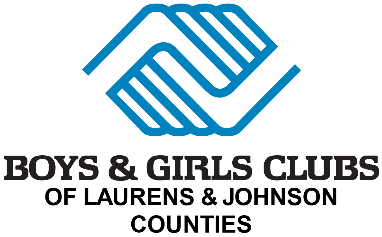 BOYS & GIRLS CLUBS
OF LAURENS & JOHNSON
COUNTIES